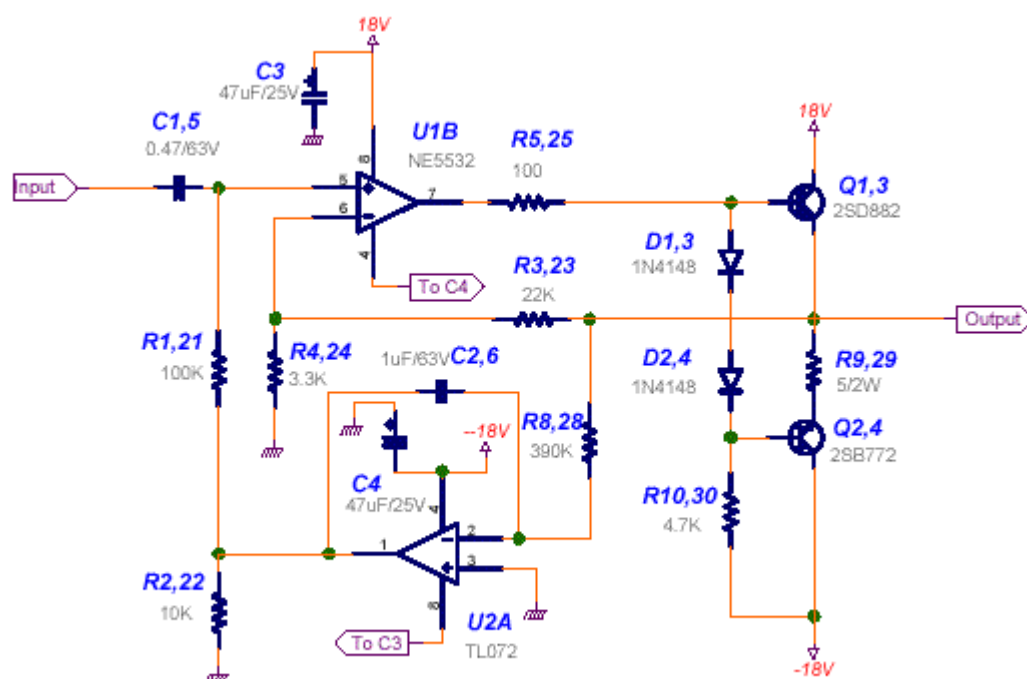 18V
C3
47uF/25V
C1,5
0.47/63V
U1B
NE5532
R5,25
100
18V
Q1,3
2SD882
Input
8
5
6
7
4
D1,3
1N4148
To C4
R3,23
22K
Output
R1,21
100K
R4,24
3.3K
1uF/63V
C2,6
D2,4
1N4148
R9,29
5/2W
R8,28
390K
--18V
Q2,4
2SB772
C4
47uF/25V
R10,30
4.7K
4
1
2
3
8
R2,22
10K
U2A
TL072
To C3
-18V